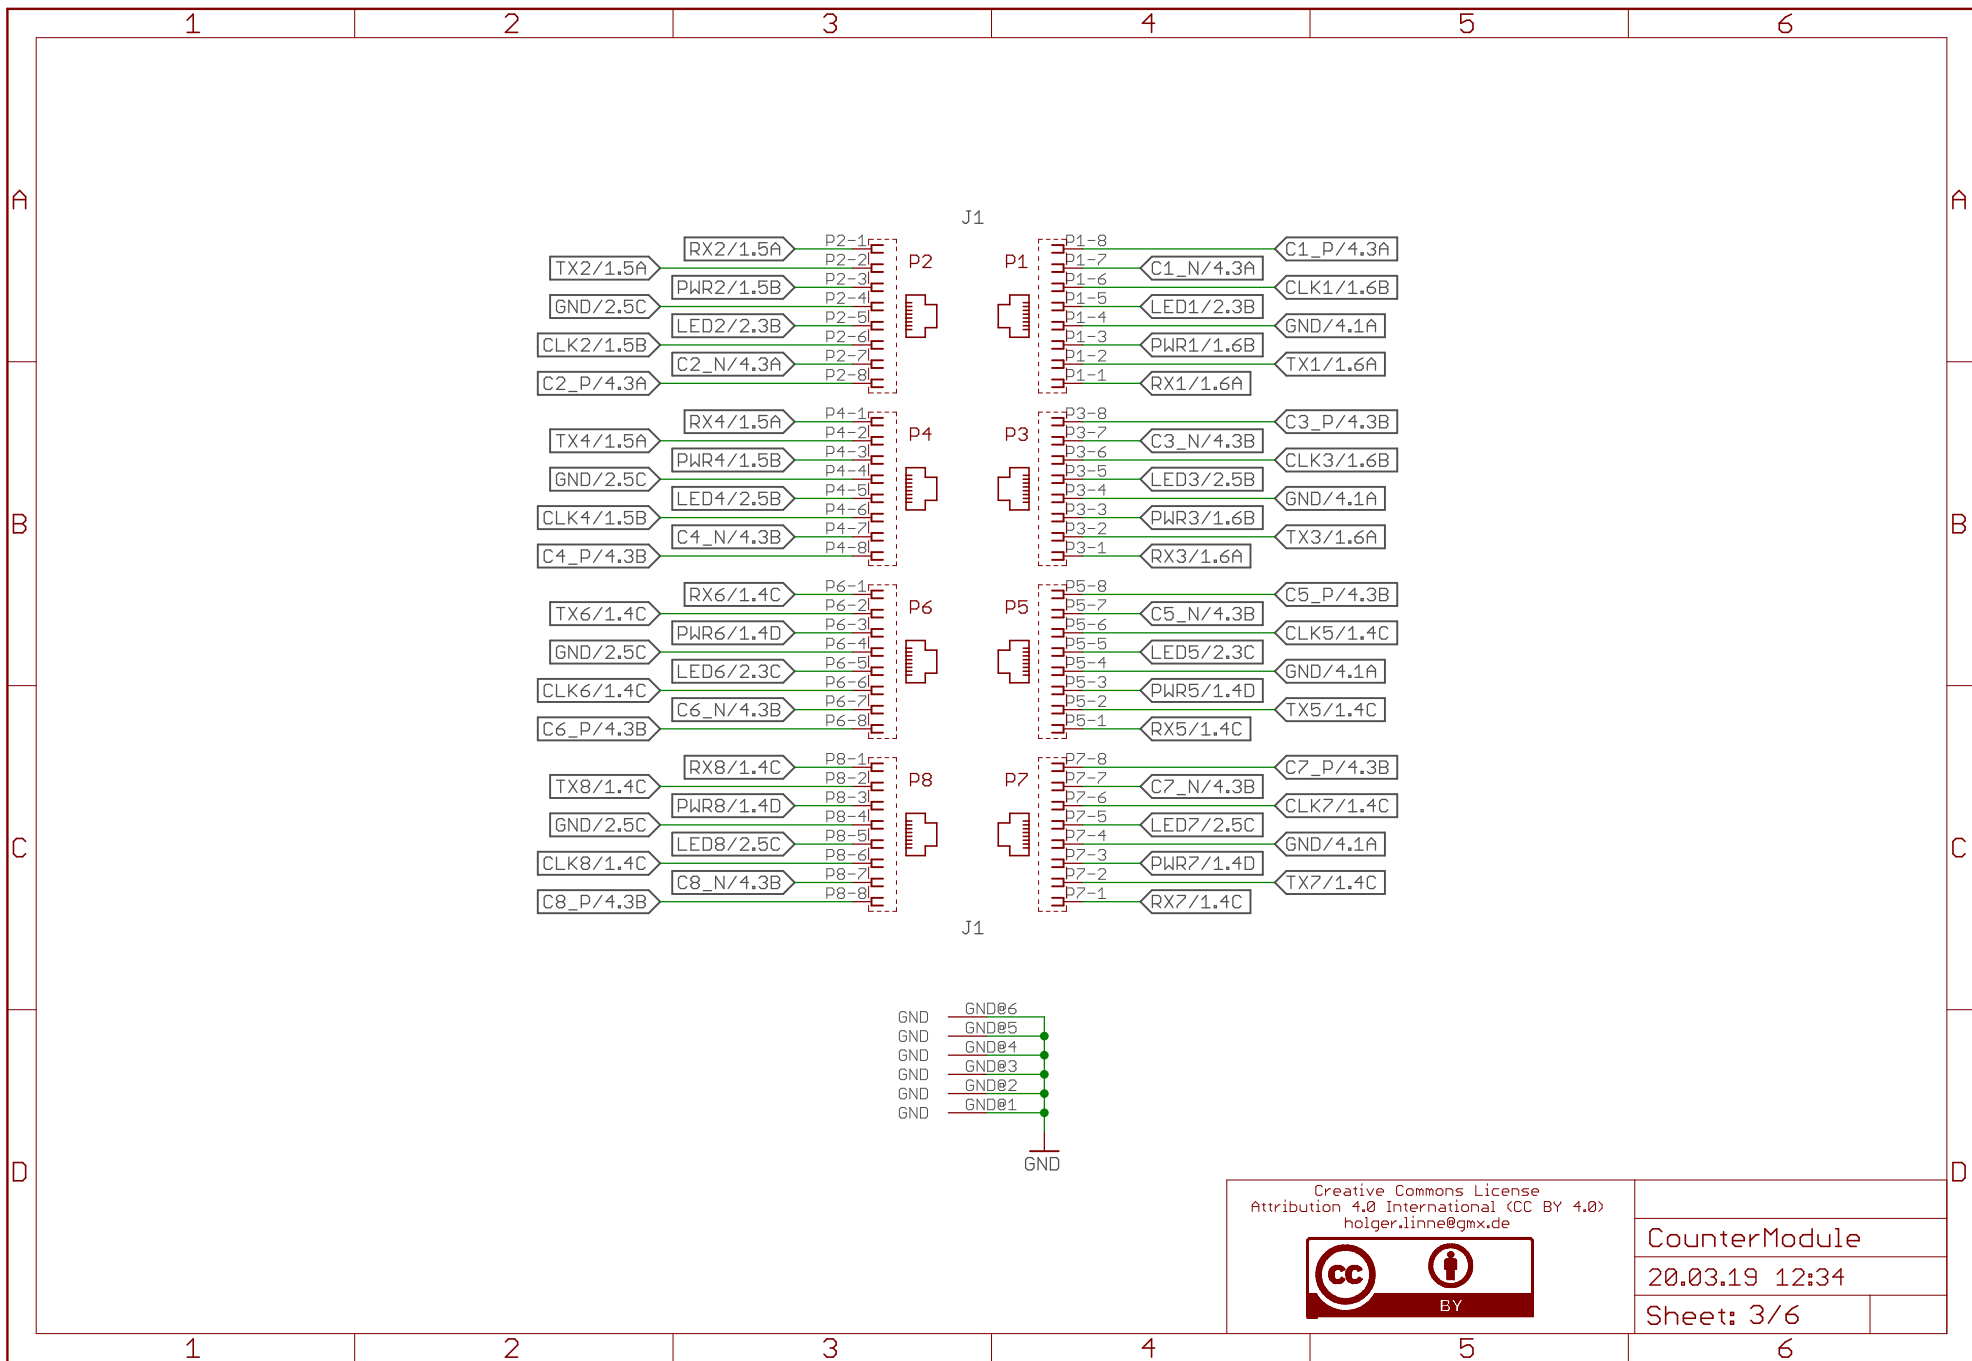 1 2 3 4 5 6
A A
J1
RX2/1.5A P2-1 P1-8 C1_P/4.3A
TX2/1.5A P2-2 P2 P1 P1-7 C1_N/4.3A
PWR2/1.5B P2-3 P1-6 CLK1/1.6B
GND/2.5C P2-4 P1-5 LED1/2.3B
LED2/2.3B P2-5 P1-4 GND/4.1A
CLK2/1.5B P2-6 P1-3 PWR1/1.6B
C2_N/4.3A P2-7 P1-2 TX1/1.6A
C2_P/4.3A P2-8 P1-1 RX1/1.6A
RX4/1.5A P4-1 P3-8 C3_P/4.3B
TX4/1.5A P4-2 P4 P3 P3-7 C3_N/4.3B
PWR4/1.5B P4-3 P3-6 CLK3/1.6B
GND/2.5C P4-4 P3-5 LED3/2.5B
LED4/2.5B P4-5 P3-4 GND/4.1A
B CLK4/1.5B P4-6 P3-3 PWR3/1.6B B
C4_N/4.3B P4-7 P3-2 TX3/1.6A
C4_P/4.3B P4-8 P3-1 RX3/1.6A
RX6/1.4C P6-1 P5-8 C5_P/4.3B
TX6/1.4C P6-2 P6 P5 P5-7 C5_N/4.3B
PWR6/1.4D P6-3 P5-6 CLK5/1.4C
GND/2.5C P6-4 P5-5 LED5/2.3C
LED6/2.3C P6-5 P5-4 GND/4.1A
CLK6/1.4C P6-6 P5-3 PWR5/1.4D
C6_N/4.3B P6-7 P5-2 TX5/1.4C
C6_P/4.3B P6-8 P5-1 RX5/1.4C
RX8/1.4C P8-1 P7-8 C7_P/4.3B
TX8/1.4C P8-2 P8 P7 P7-7 C7_N/4.3B
PWR8/1.4D P8-3 P7-6 CLK7/1.4C
GND/2.5C P8-4 P7-5 LED7/2.5C
C LED8/2.5C P8-5 P7-4 GND/4.1A C
CLK8/1.4C P8-6 P7-3 PWR7/1.4D
C8_N/4.3B P8-7 P7-2 TX7/1.4C
C8_P/4.3B P8-8 P7-1 RX7/1.4C
J1
GND GND@6
GND GND@5
GND GND@4
GND GND@3
GND GND@2
GND GND@1
GND
D D
Creative Commons License
Attribution 4.0 International (CC BY 4.0)
holger.linne@gmx.de
CC BY
CounterModule
20.03.19 12:34
Sheet: 3/6
1 2 3 4 5 6